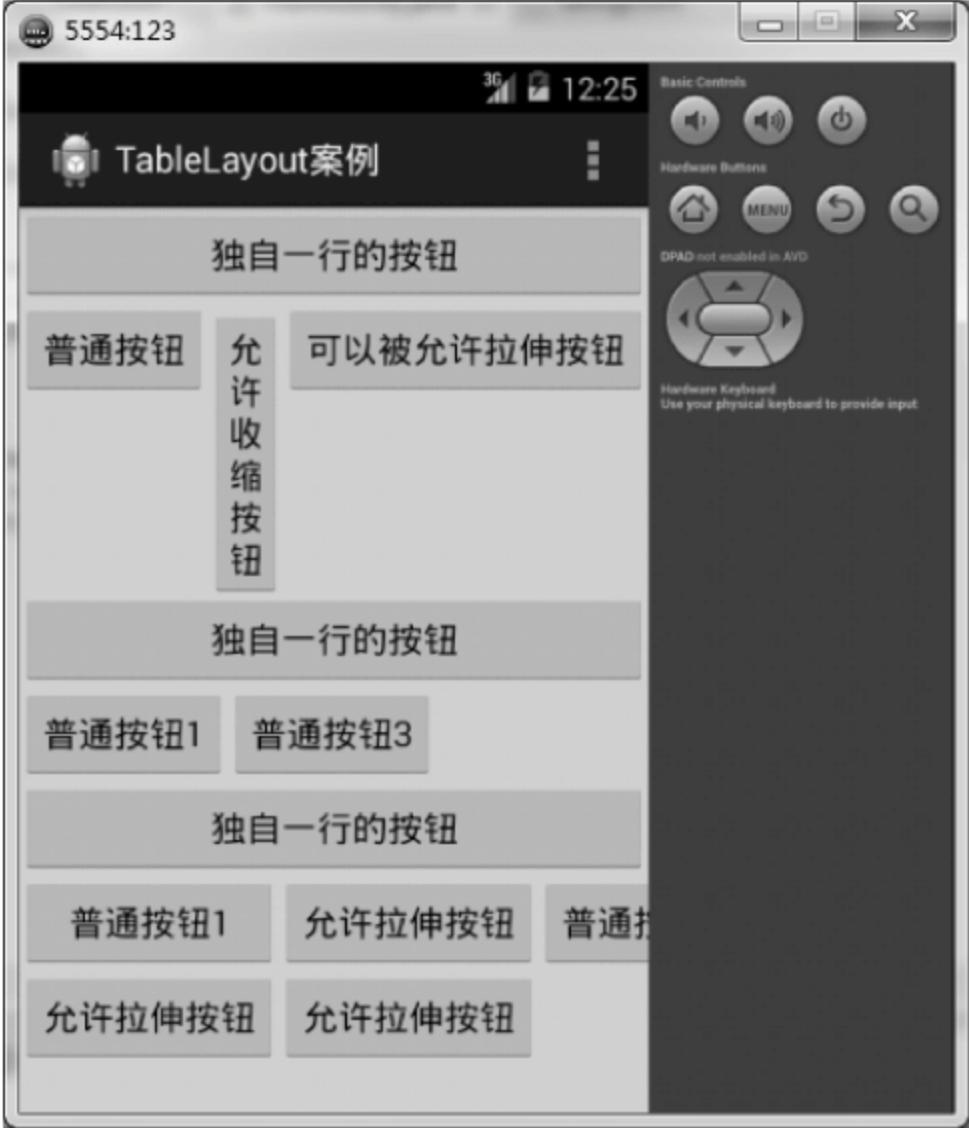 5554:123
3G 12:25
TableLayout案例
独自一行的按钮
普通按钮 允许收缩按钮 可以被允许拉伸按钮
独自一行的按钮
普通按钮1 普通按钮3
独自一行的按钮
普通按钮1 允许拉伸按钮 普通
允许拉伸按钮 允许拉伸按钮
Basic Controls
Hardware Buttons
MENU
DPAD not enabled in AVD
Hardware Keyboard
Use your physical keyboard to provide input